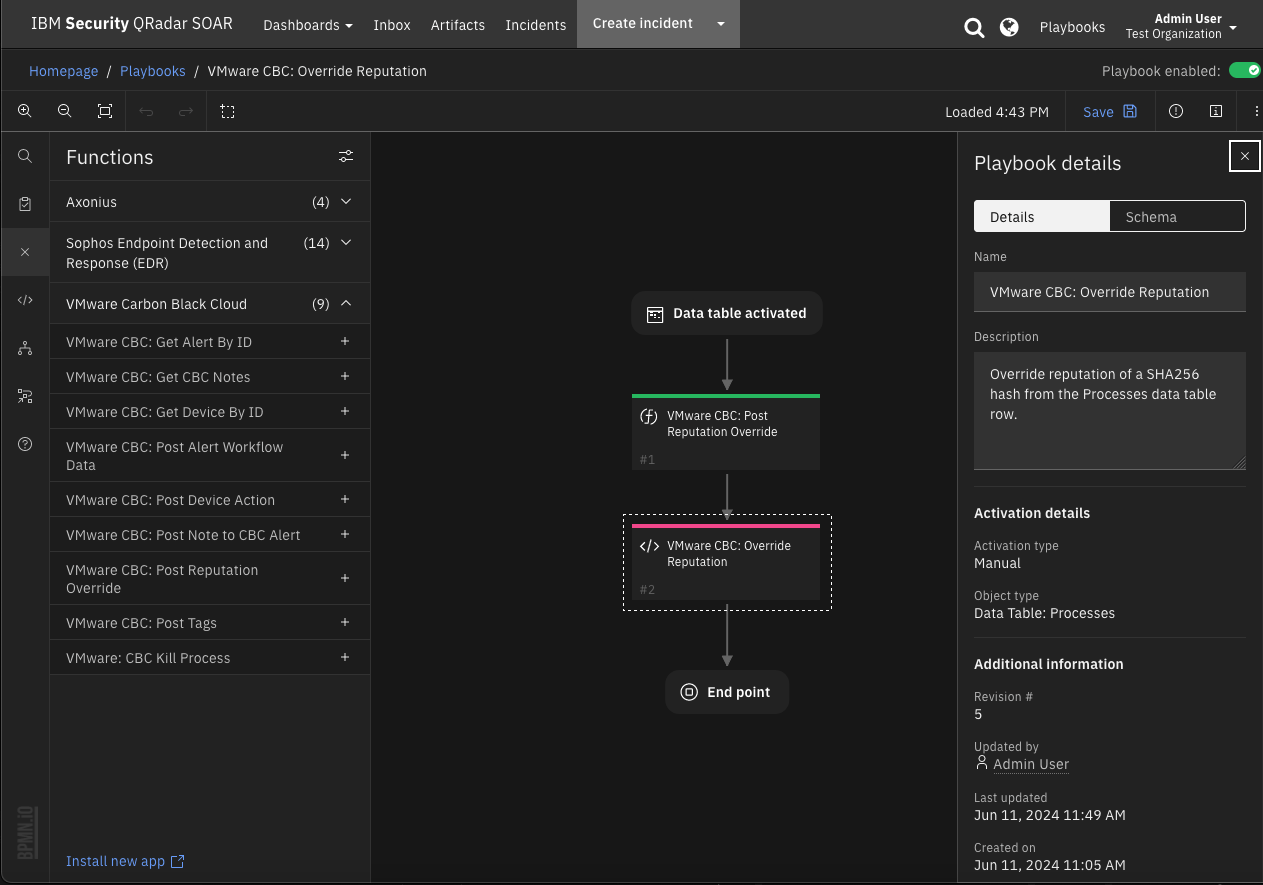 IBM Security QRadar SOAR
Dashboards
Inbox
Artifacts
Incidents
Create incident
Playbooks
Admin User
Test Organization
Homepage / Playbooks / VMware CBC: Override Reputation
Playbook enabled:
Loaded 4:43 PM
Save
Functions
Axonius (4)
Sophos Endpoint Detection and (14)
Response (EDR)
VMware Carbon Black Cloud (9)
VMware CBC: Get Alert By ID
VMware CBC: Get CBC Notes
VMware CBC: Get Device By ID
VMware CBC: Post Alert Workflow
Data
VMware CBC: Post Device Action
VMware CBC: Post Note to CBC Alert
VMware CBC: Post Reputation
Override
VMware CBC: Post Tags
VMware: CBC Kill Process
Install new app
BPMN.iO
Data table activated
VMware CBC: Post
Reputation Override
#1
VMware CBC: Override
Reputation
#2
End point
Playbook details
Details
Schema
Name
VMware CBC: Override Reputation
Description
Override reputation of a SHA256
hash from the Processes data table
row.
Activation details
Activation type
Manual
Object type
Data Table: Processes
Additional information
Revision #
5
Updated by
Admin User
Last updated
Jun 11, 2024 11:49 AM
Created on
Jun 11, 2024 11:05 AM